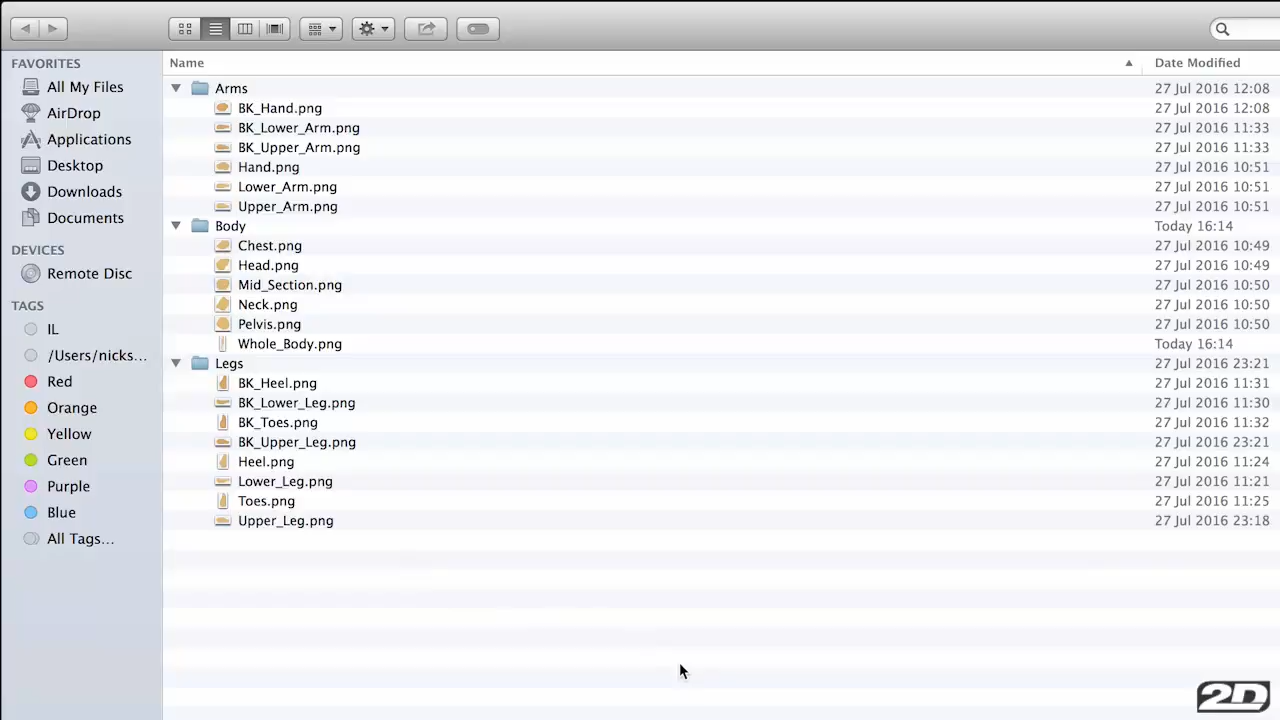 Name Date Modified
FAVORITES
All My Files
AirDrop
Applications
Desktop
Downloads
Documents
DEVICES
Remote Disc
TAGS
IL
/Users/nicks...
Red
Orange
Yellow
Green
Purple
Blue
All Tags...
Arms 27 Jul 2016 12:08
BK_Hand.png 27 Jul 2016 12:08
BK_Lower_Arm.png 27 Jul 2016 11:33
BK_Upper_Arm.png 27 Jul 2016 11:33
Hand.png 27 Jul 2016 10:51
Lower_Arm.png 27 Jul 2016 10:51
Upper_Arm.png 27 Jul 2016 10:51
Body Today 16:14
Chest.png 27 Jul 2016 10:49
Head.png 27 Jul 2016 10:49
Mid_Section.png 27 Jul 2016 10:50
Neck.png 27 Jul 2016 10:50
Pelvis.png 27 Jul 2016 10:50
Whole_Body.png Today 16:14
Legs 27 Jul 2016 23:21
BK_Heel.png 27 Jul 2016 11:31
BK_Lower_Leg.png 27 Jul 2016 11:30
BK_Toes.png 27 Jul 2016 11:32
BK_Upper_Leg.png 27 Jul 2016 23:21
Heel.png 27 Jul 2016 11:24
Lower_Leg.png 27 Jul 2016 11:21
Toes.png 27 Jul 2016 11:25
Upper_Leg.png 27 Jul 2016 23:18
2D